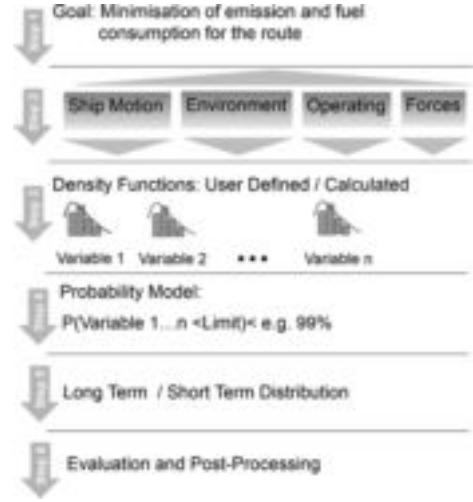 Goal: Minimisation of emission and fuel
consumption for the route
Ship Motion Environment Operating Forces
Density Functions: User Defined / Calculated
Variable 1 Variable 2 ••• Variable n
Probability Model:
P(Variable 1...n <Limit)< e.g. 99%
Long Term / Short Term Distribution
Evaluation and Post-Processing